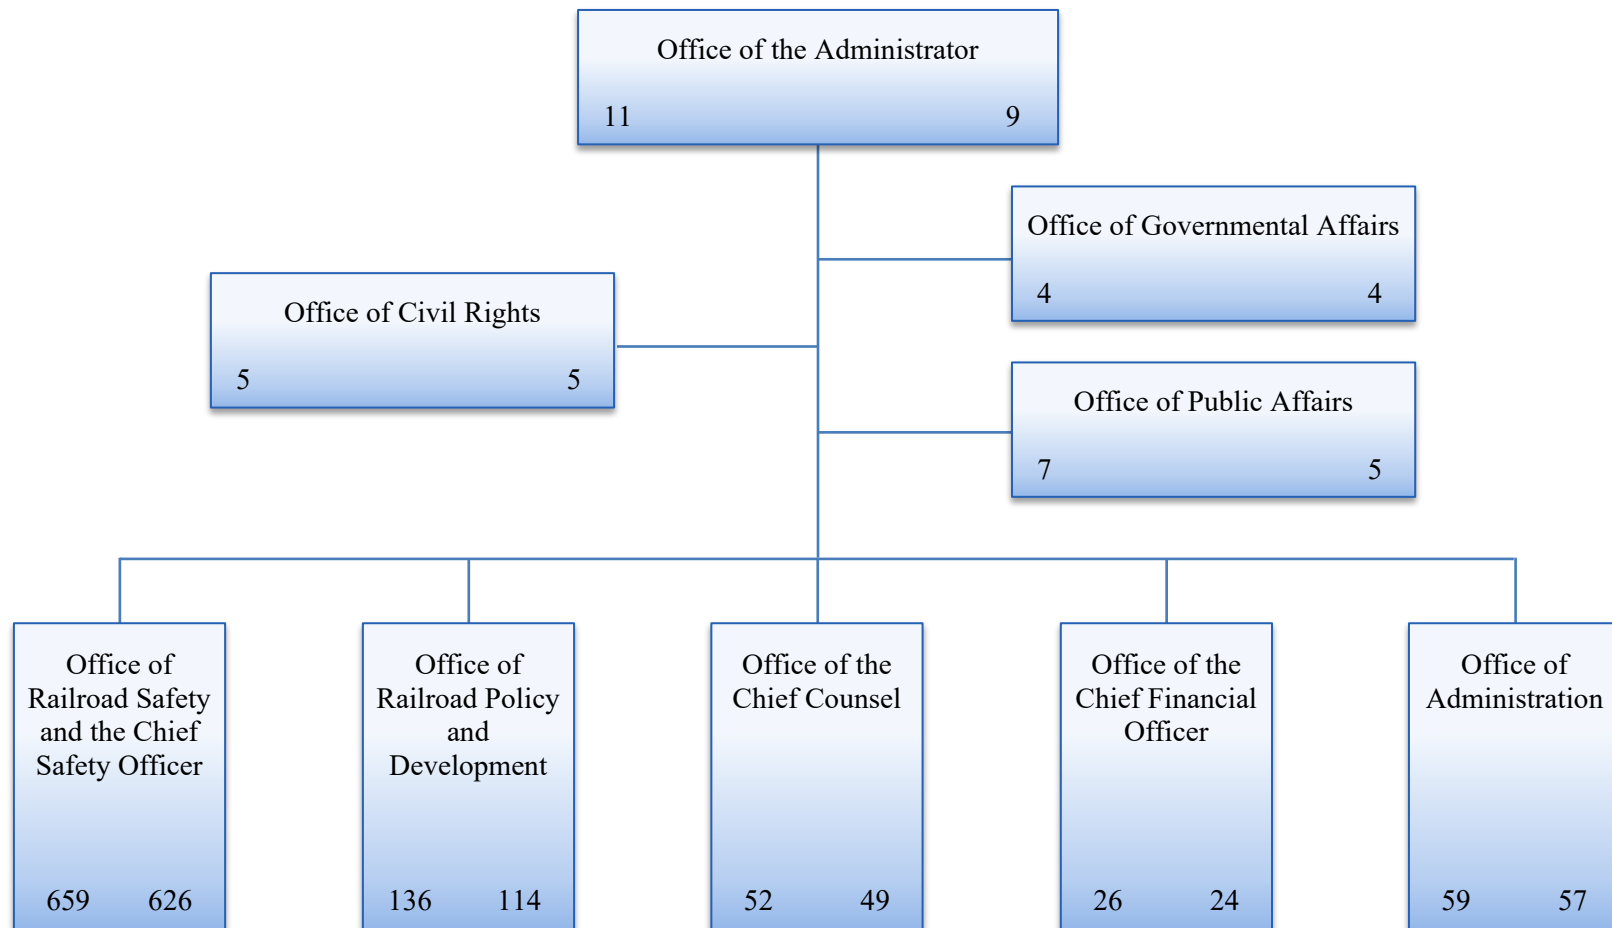 Office of the Administrator
11 9
Office of Governmental Affairs
4 4
Office of Civil Rights
5 5
Office of Public Affairs
7 5
Office of
Railroad Safety
and the Chief
Safety Officer
659 626
Office of
Railroad Policy
and
Development
136 114
Office of the
Chief Counsel
52 49
Office of the
Chief Financial
Officer
26 24
Office of
Administration
59 57